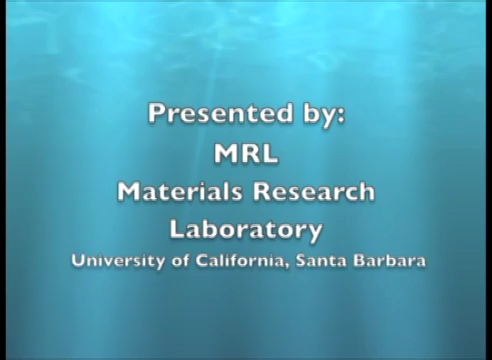 Presented by:
MRL
Materials Research
Laboratory
University of California, Santa Barbara